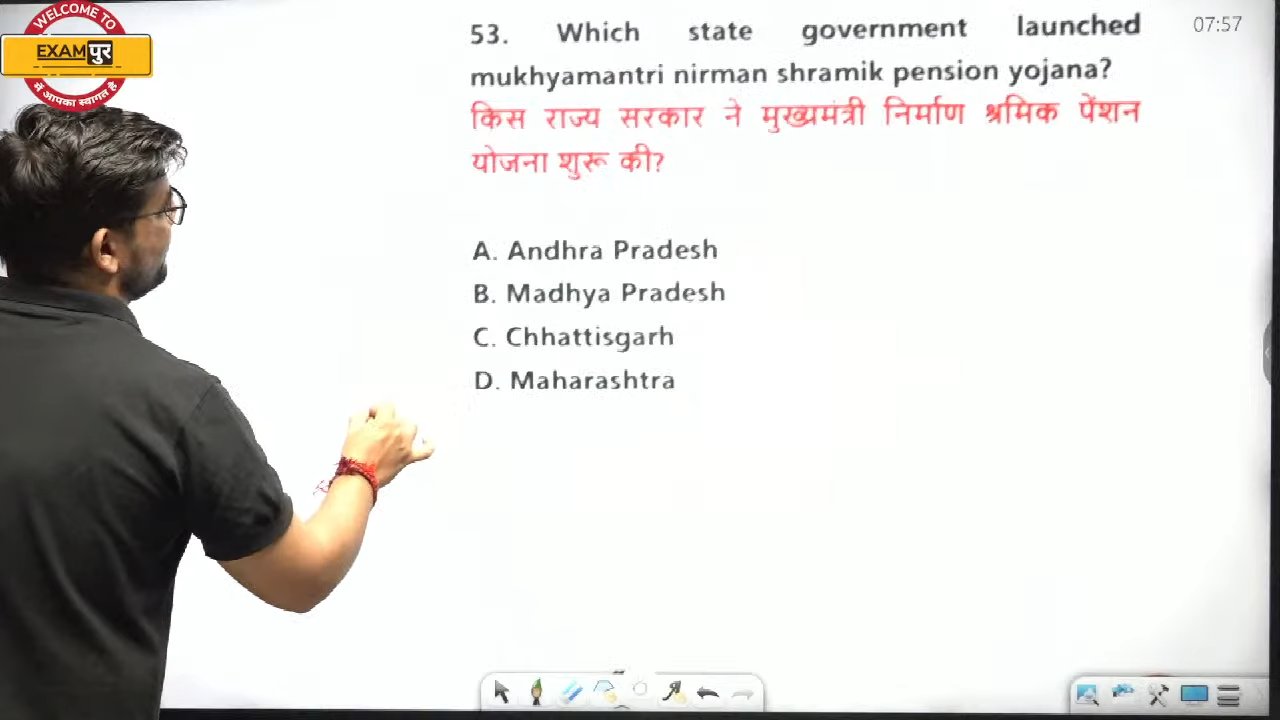 WELCOME TO
EXAMपुर
में आपका स्वागत है
07:57
53. Which state government launched
mukhyamantri nirman shramik pension yojana?
किस राज्य सरकार ने मुख्यमंत्री निर्माण श्रमिक पेंशन
योजना शुरू की?
A. Andhra Pradesh
B. Madhya Pradesh
C. Chhattisgarh
D. Maharashtra